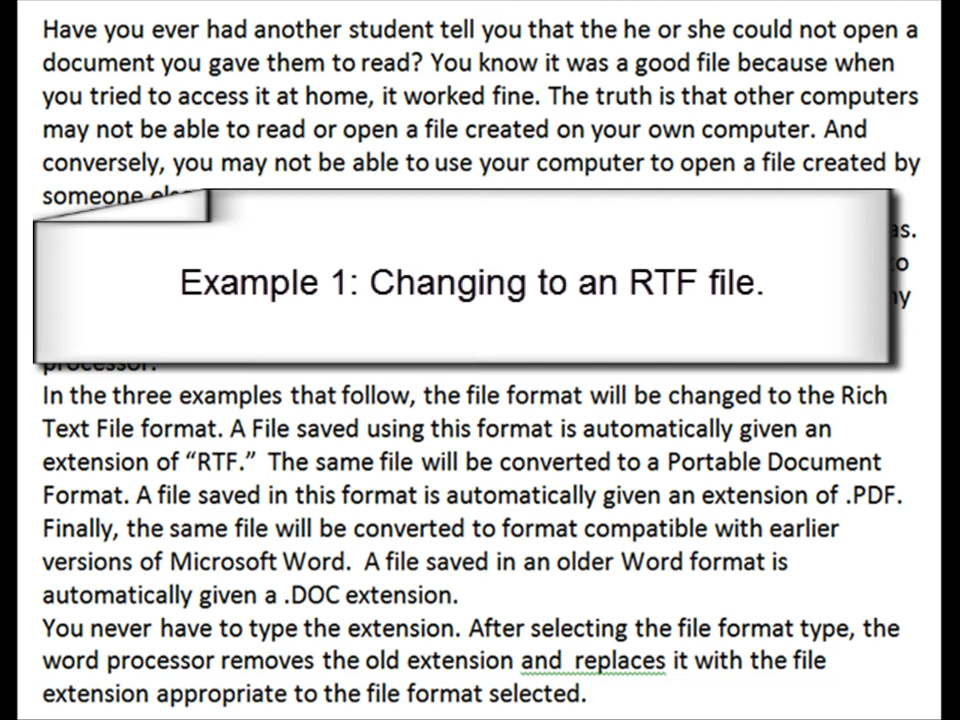 Have you ever had another student tell you that the he or she could not open a
document you gave them to read? You know it was a good file because when
you tried to access it at home, it worked fine. The truth is that other computers
may not be able to read or open a file created on your own computer. And
conversely, you may not be able to use your computer to open a file created by
someone
Example 1: Changing to an RTF file.
processor.
In the three examples that follow, the file format will be changed to the Rich
Text File format. A File saved using this format is automatically given an
extension of “RTF.” The same file will be converted to a Portable Document
Format. A file saved in this format is automatically given an extension of .PDF.
Finally, the same file will be converted to format compatible with earlier
versions of Microsoft Word. A file saved in an older Word format is
automatically given a .DOC extension.
You never have to type the extension. After selecting the file format type, the
word processor removes the old extension and replaces it with the file
extension appropriate to the file format selected.